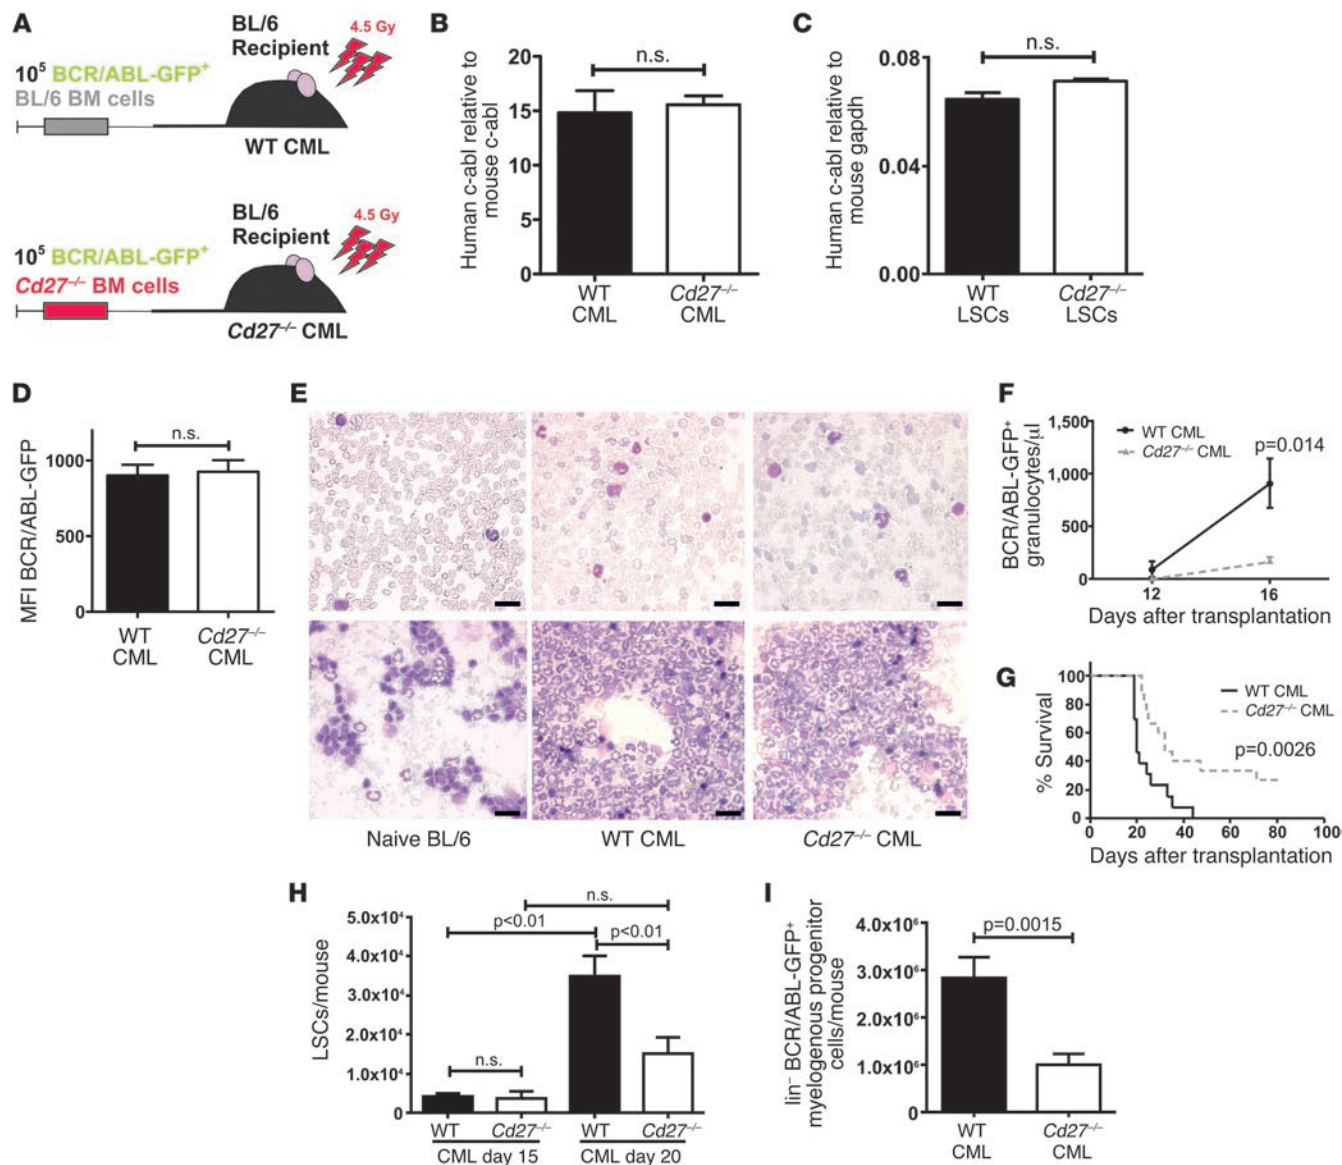 A
BL/6
Recipient
4.5 Gy
10⁵ BCR/ABL-GFP⁺
BL/6 BM cells
WT CML
BL/6
Recipient
4.5 Gy
10⁵ BCR/ABL-GFP⁺
Cd27⁻/⁻ BM cells
Cd27⁻/⁻ CML
B
Human c-abl relative to
mouse c-abl
20
15
10
5
0
n.s.
WT
CML
Cd27⁻/⁻
CML
C
Human c-abl relative to
mouse gapdh
0.08
0.04
0.00
n.s.
WT
LSCs
Cd27⁻/⁻
LSCs
D
MFI BCR/ABL-GFP
1000
500
0
n.s.
WT
CML
Cd27⁻/⁻
CML
E
Naive BL/6
WT CML
Cd27⁻/⁻ CML
F
BCR/ABL-GFP⁺
granulocytes/µl
1,500
1,000
500
0
WT CML
Cd27⁻/⁻ CML
p=0.014
12
16
Days after transplantation
G
% Survival
100
80
60
40
20
0
WT CML
Cd27⁻/⁻ CML
p=0.0026
0 20 40 60 80 100
Days after transplantation
H
LSCs/mouse
5.0x10⁴
4.0x10⁴
3.0x10⁴
2.0x10⁴
1.0x10⁴
0
n.s.
p<0.01
p<0.01
n.s.
WT Cd27⁻/⁻ WT Cd27⁻/⁻
CML day 15 CML day 20
I
lin⁻ BCR/ABL-GFP⁺
myelogenous progenitor
cells/mouse
4.0x10⁶
3.0x10⁶
2.0x10⁶
1.0x10⁶
0
p=0.0015
WT
CML
Cd27⁻/⁻
CML